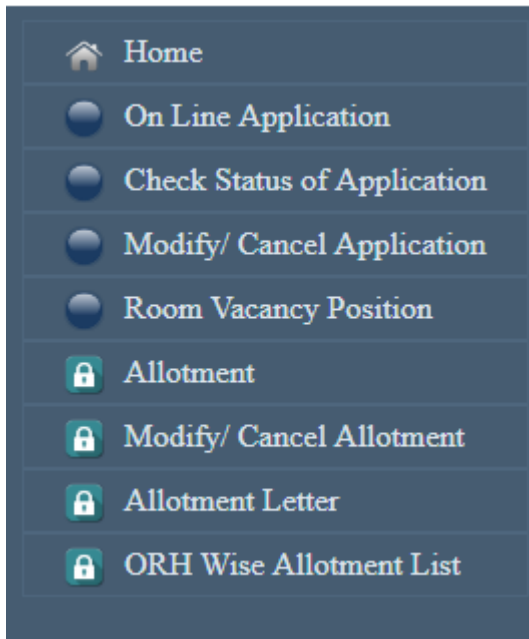 Home
On Line Application
Check Status of Application
Modify/ Cancel Application
Room Vacancy Position
Allotment
Modify/ Cancel Allotment
Allotment Letter
ORH Wise Allotment List